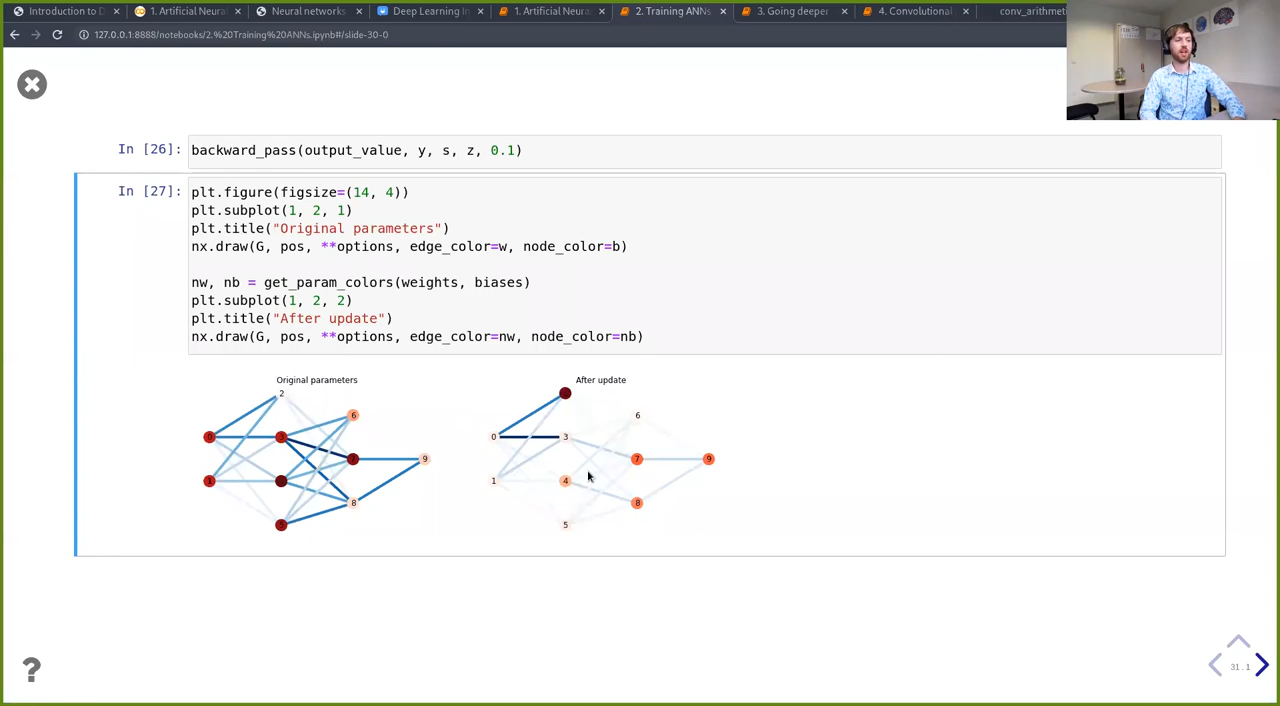 Introduction to D
1. Artificial Neura
Neural networks
Deep Learning In
1. Artificial Neura
2. Training ANNs
3. Going deeper
4. Convolutional
conv_arithmet
127.0.0.1:8888/notebooks/2.%20Training%20ANNs.ipynb#/slide-30-0
In [26]:
backward_pass(output_value, y, s, z, 0.1)
In [27]:
plt.figure(figsize=(14, 4))
plt.subplot(1, 2, 1)
plt.title("Original parameters")
nx.draw(G, pos, **options, edge_color=w, node_color=b)
nw, nb = get_param_colors(weights, biases)
plt.subplot(1, 2, 2)
plt.title("After update")
nx.draw(G, pos, **options, edge_color=nw, node_color=nb)
Original parameters
2
6
0
3
7
9
1
8
5
After update
6
0
3
7
9
1
4
8
5
?
31.1